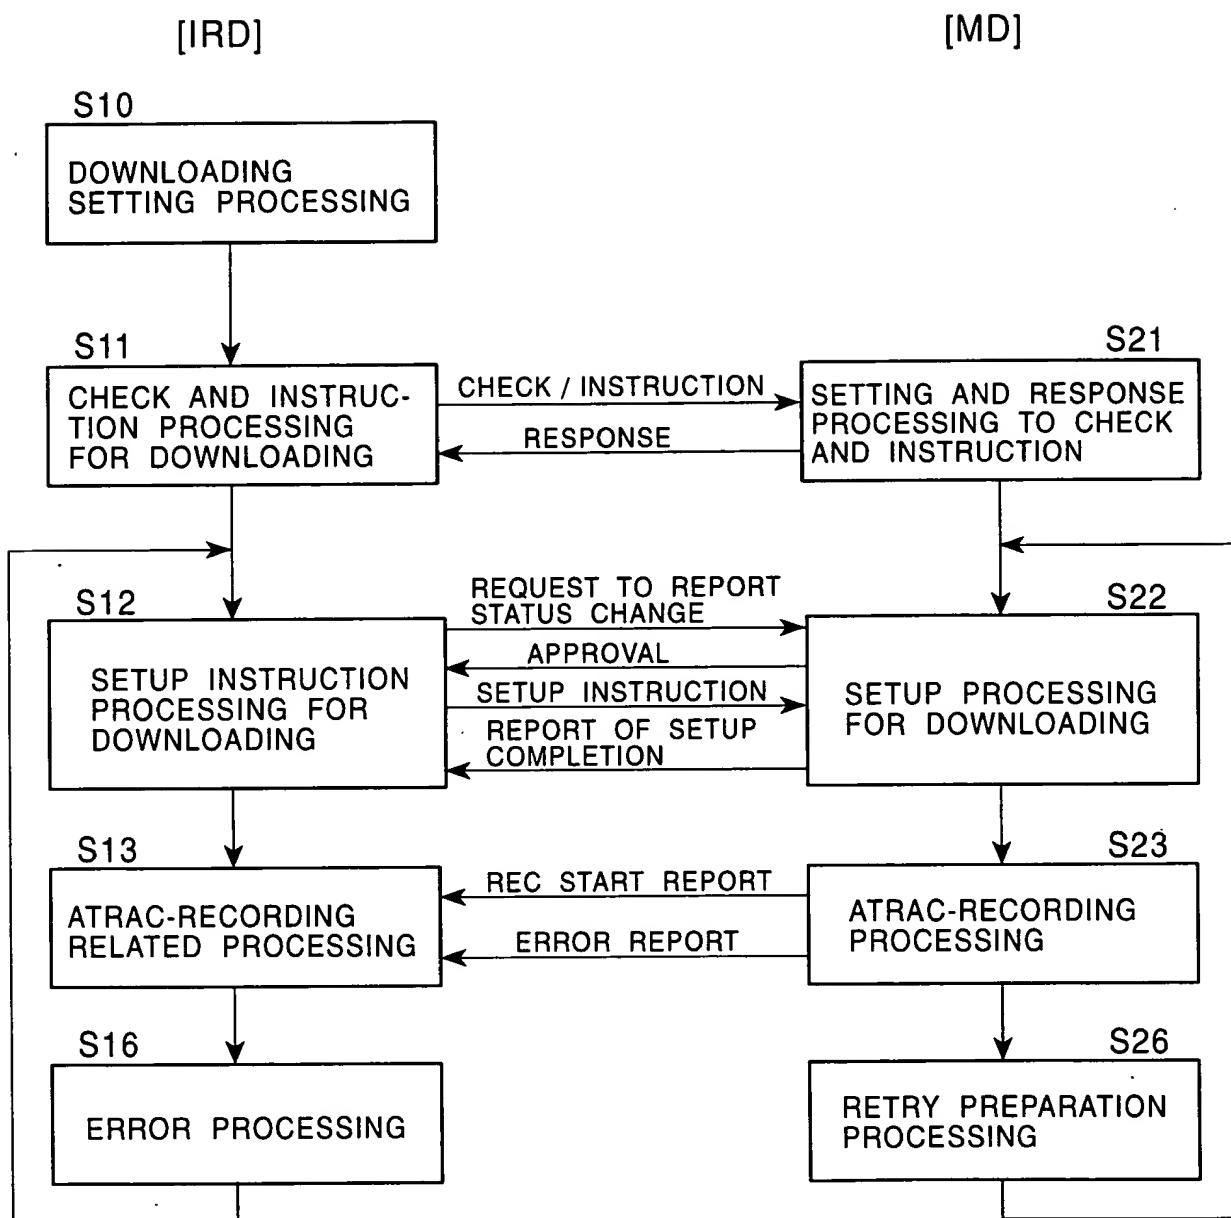 [IRD]
[MD]
S10
DOWNLOADING
SETTING PROCESSING
S11
CHECK AND INSTRUC-
TION PROCESSING
FOR DOWNLOADING
CHECK / INSTRUCTION
RESPONSE
S21
SETTING AND RESPONSE
PROCESSING TO CHECK
AND INSTRUCTION
S12
SETUP INSTRUCTION
PROCESSING FOR
DOWNLOADING
REQUEST TO REPORT
STATUS CHANGE
APPROVAL
SETUP INSTRUCTION
REPORT OF SETUP
COMPLETION
S22
SETUP PROCESSING
FOR DOWNLOADING
S13
ATRAC-RECORDING
RELATED PROCESSING
REC START REPORT
ERROR REPORT
S23
ATRAC-RECORDING
PROCESSING
S16
ERROR PROCESSING
S26
RETRY PREPARATION
PROCESSING